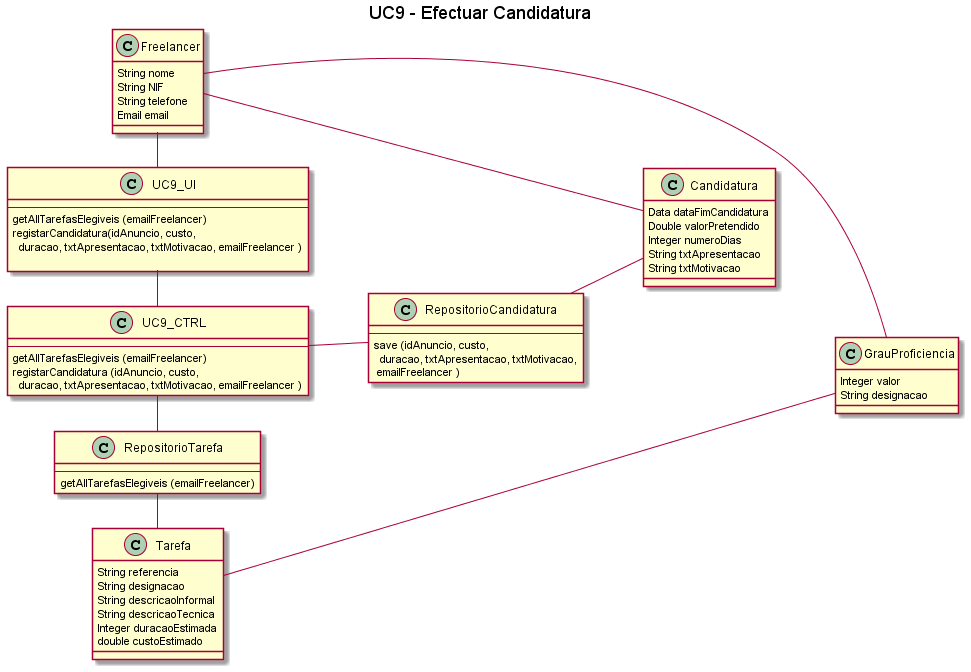 UC9 - Efectuar Candidatura
C Freelancer
String nome
String NIF
String telefone
Email email
C UC9_UI
getAllTarefasElegiveis (emailFreelancer)
registarCandidatura(idAnuncio, custo,
duracao, txtApresentacao, txtMotivacao, emailFreelancer )
C Candidatura
Data dataFimCandidatura
Double valorPretendido
Integer numeroDias
String txtApresentacao
String txtMotivacao
C UC9_CTRL
getAllTarefasElegiveis (emailFreelancer)
registarCandidatura (idAnuncio, custo,
duracao, txtApresentacao, txtMotivacao, emailFreelancer )
C RepositorioCandidatura
save (idAnuncio, custo,
duracao, txtApresentacao, txtMotivacao,
emailFreelancer )
C GrauProficiencia
Integer valor
String designacao
C RepositorioTarefa
getAllTarefasElegiveis (emailFreelancer)
C Tarefa
String referencia
String designacao
String descricaoInformal
String descricaoTecnica
Integer duracaoEstimada
double custoEstimado